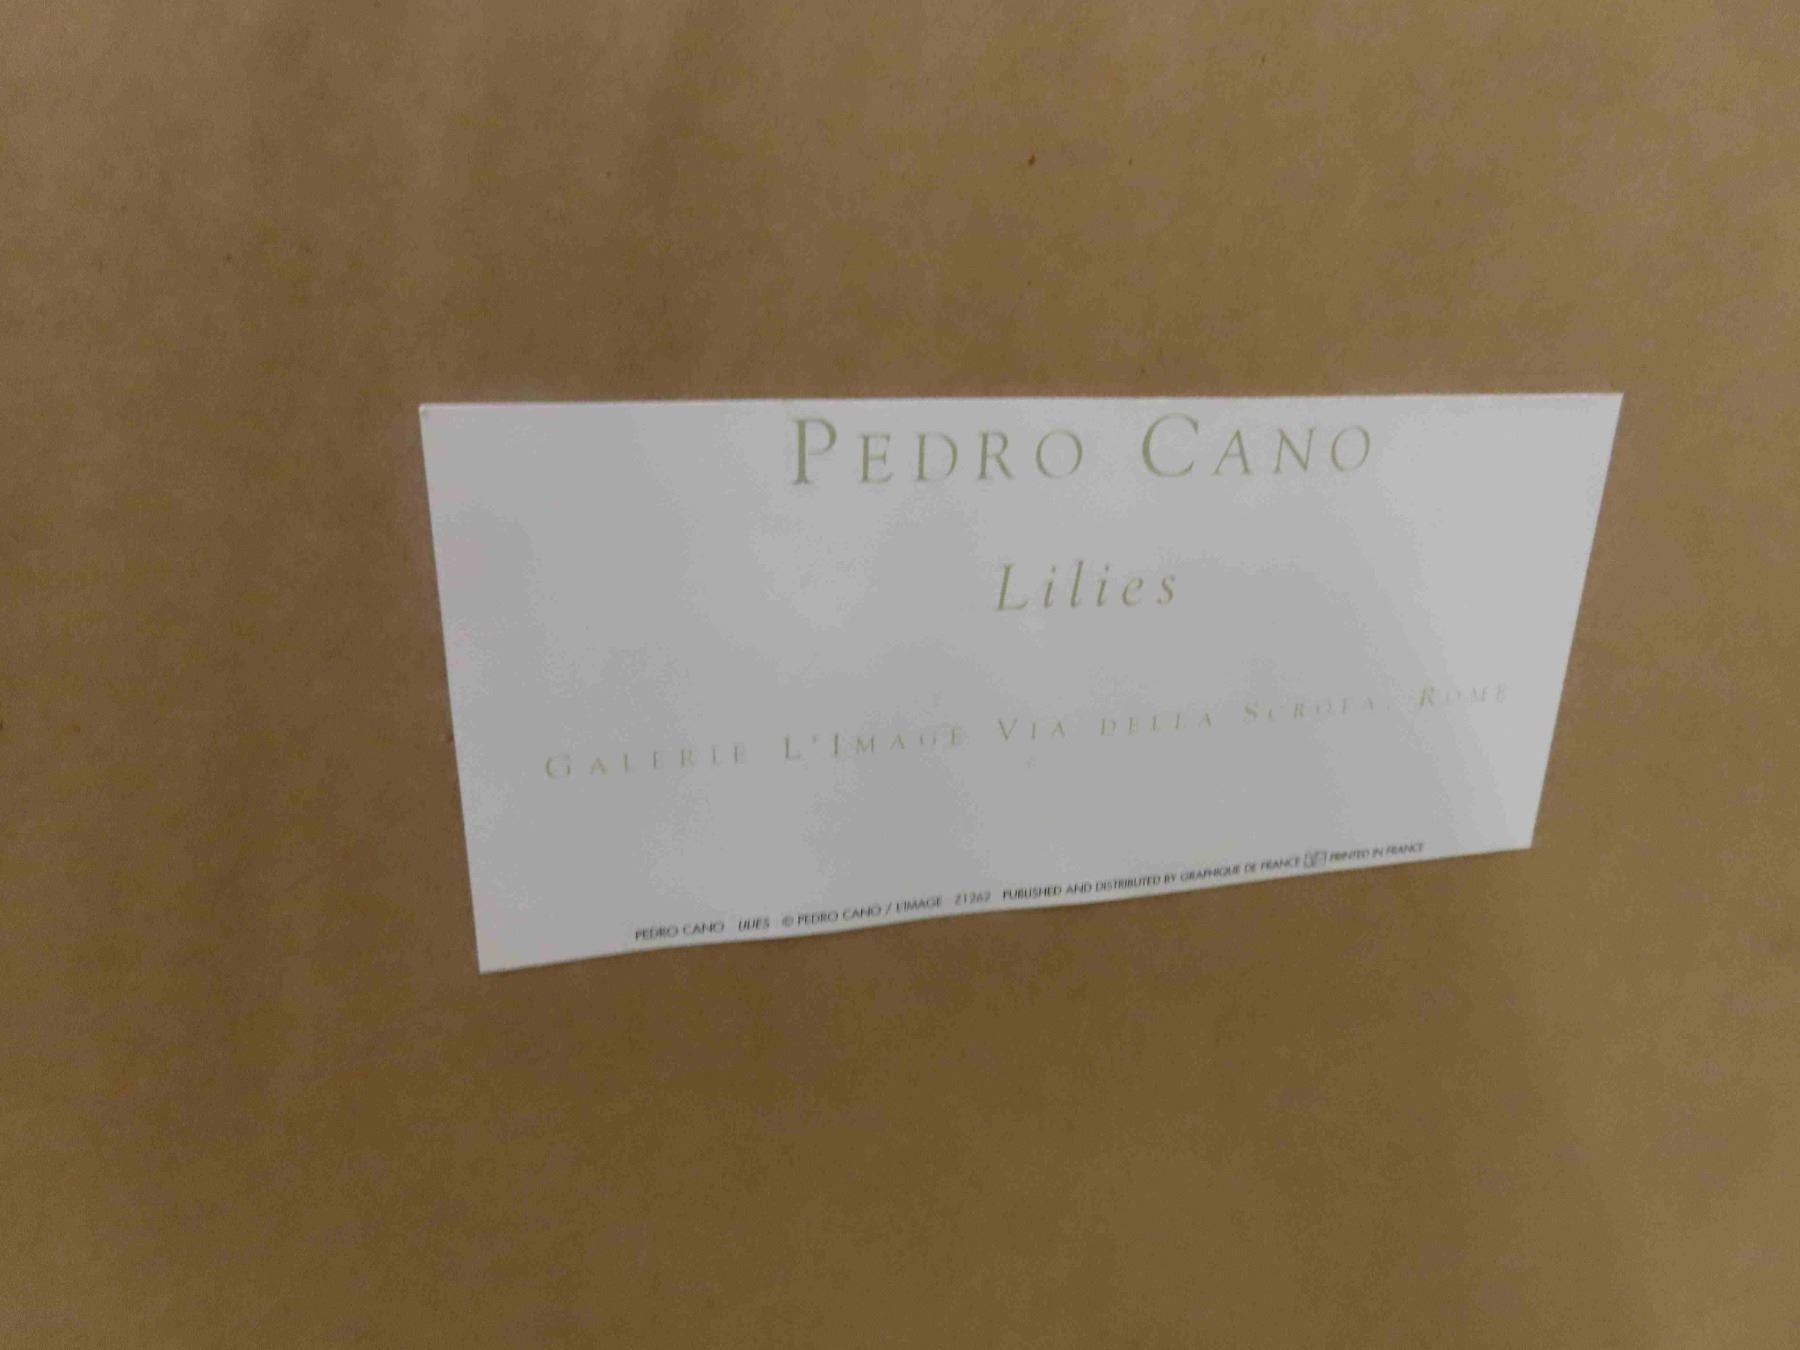 PEDRO CANO
Lilies
GALERIE L'IMAGE VIA DELLA SCROFA, ROME
PEDRO CANO LILIES © PEDRO CANO / L'IMAGE 21262 PUBLISHED AND DISTRIBUTED BY GRAPHIQUE DE FRANCE PRINTED IN FRANCE